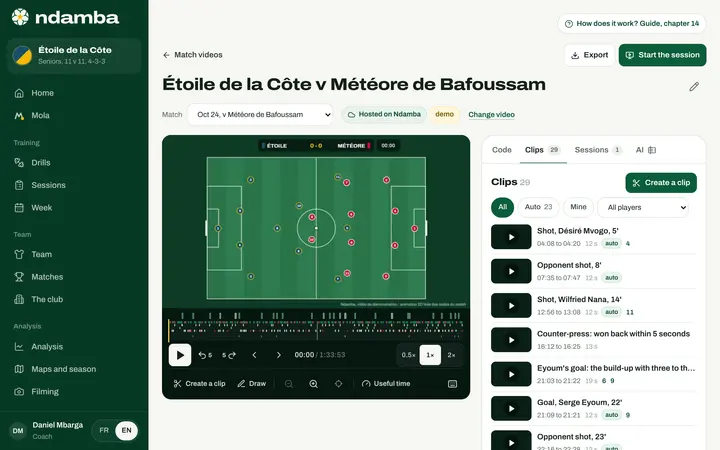 ndamba
Étoile de la Côte
Seniors, 11 v 11, 4-3-3
Home
Mola
Training
Drills
Sessions
Week
Team
Team
Matches
The club
Analysis
Analysis
Maps and season
Filming
DM
Daniel Mbarga
Coach
FR
EN
How does it work? Guide, chapter 14
Match videos
Export
Start the session
Étoile de la Côte v Météore de Bafoussam
Match
Oct 24, v Météore de Bafoussam
Hosted on Ndamba
demo
Change video
ÉTOILE
0 - 0
MÉTÉORE
00:00
5
5
00:00 / 1:33:53
0.5×
1×
2×
Create a clip
Draw
Useful time
Code
Clips 29
Sessions 1
AI
Clips 29
Create a clip
All
Auto 23
Mine
All players
Shot, Désiré Mvogo, 5'
04:08 to 04:20 12 s auto 4
Opponent shot, 8'
07:35 to 07:47 12 s auto
Shot, Wilfried Nana, 14'
12:56 to 13:08 12 s auto 11
Counter-press: won back within 5 seconds
16:12 to 16:25 13 s
Eyoum's goal: the build-up with three to th...
21:03 to 21:22 19 s 6 9
Goal, Serge Eyoum, 22'
21:09 to 21:21 12 s auto 9
Opponent shot, 23'